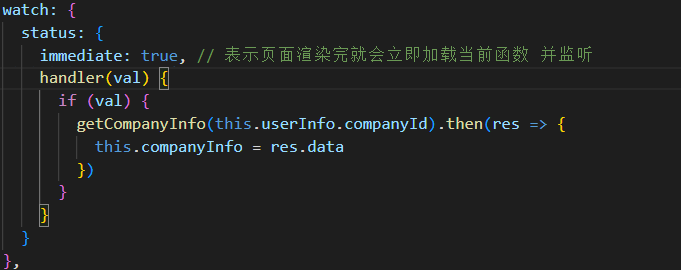 watch: {
status: {
immediate: true, // 表示页面渲染完就会立即加载当前函数 并监听
handler(val) {
if (val) {
getCompanyInfo(this.userInfo.companyId).then(res => {
this.companyInfo = res.data
})
}
}
}
},